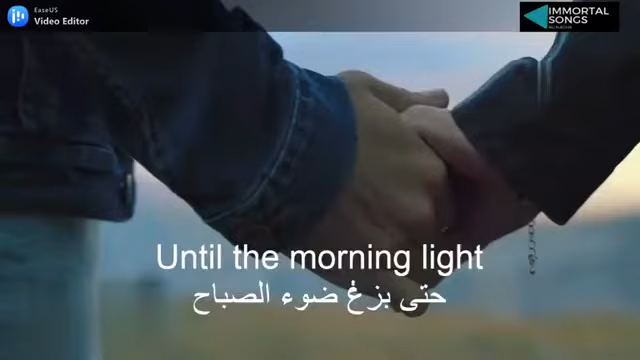 EaseUS
Video Editor
IMMORTAL
SONGS
Until the morning light
حتى بزغ ضوء الصباح